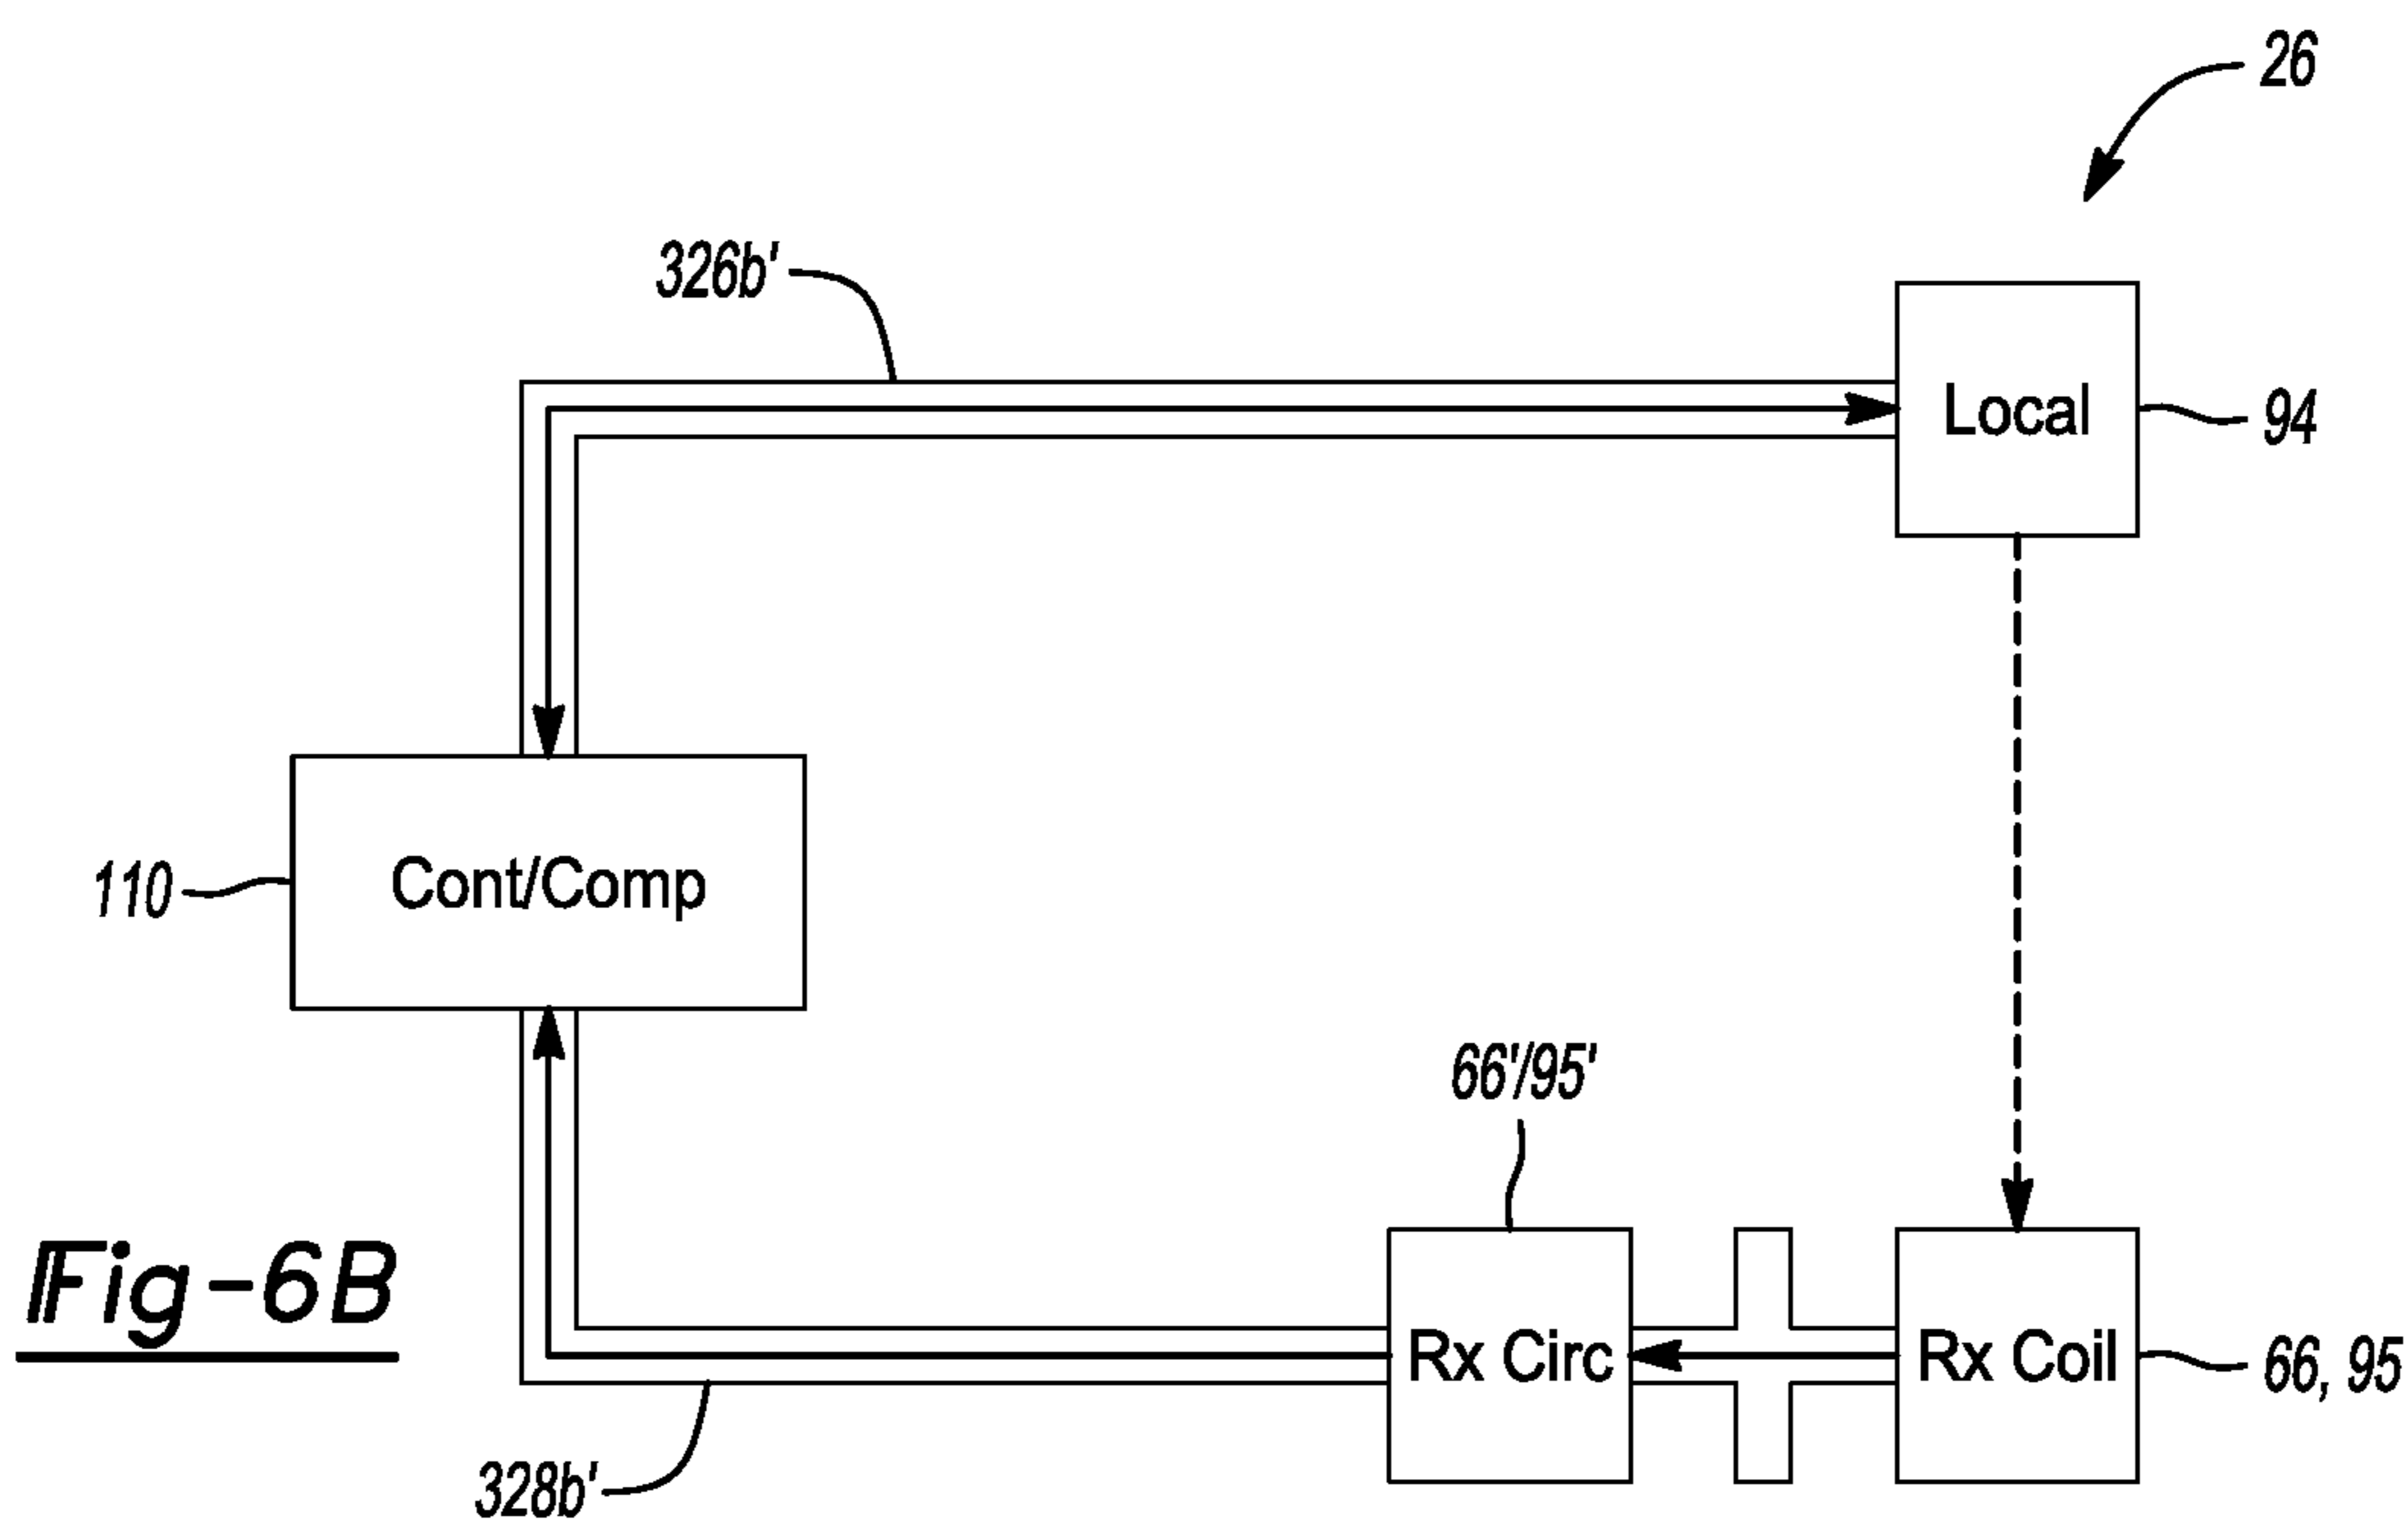 26
326b'
Local
94
110
Cont/Comp
66'/95'
Fig-6B
Rx Circ
Rx Coil
66, 95
328b'